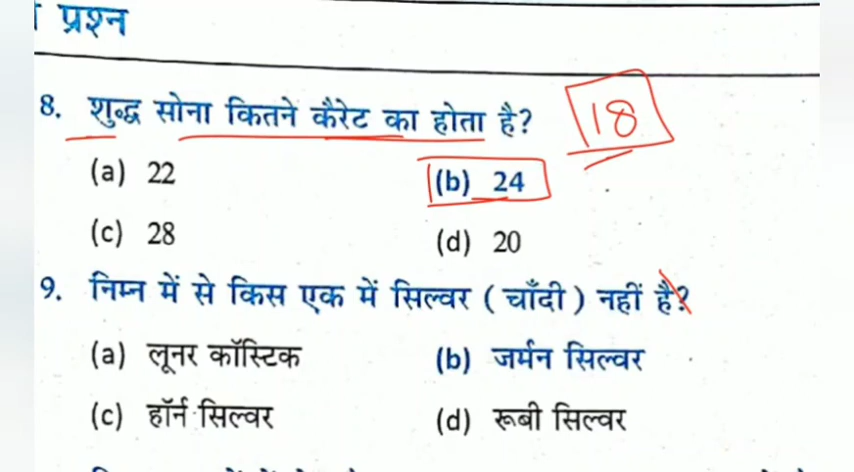 प्रश्न
8. शुद्ध सोना कितने कैरेट का होता है? 18
(a) 22 (b) 24
(c) 28 (d) 20
9. निम्न में से किस एक में सिल्वर ( चाँदी ) नहीं है?
(a) लूनर कॉस्टिक (b) जर्मन सिल्वर
(c) हॉर्न सिल्वर (d) रूबी सिल्वर